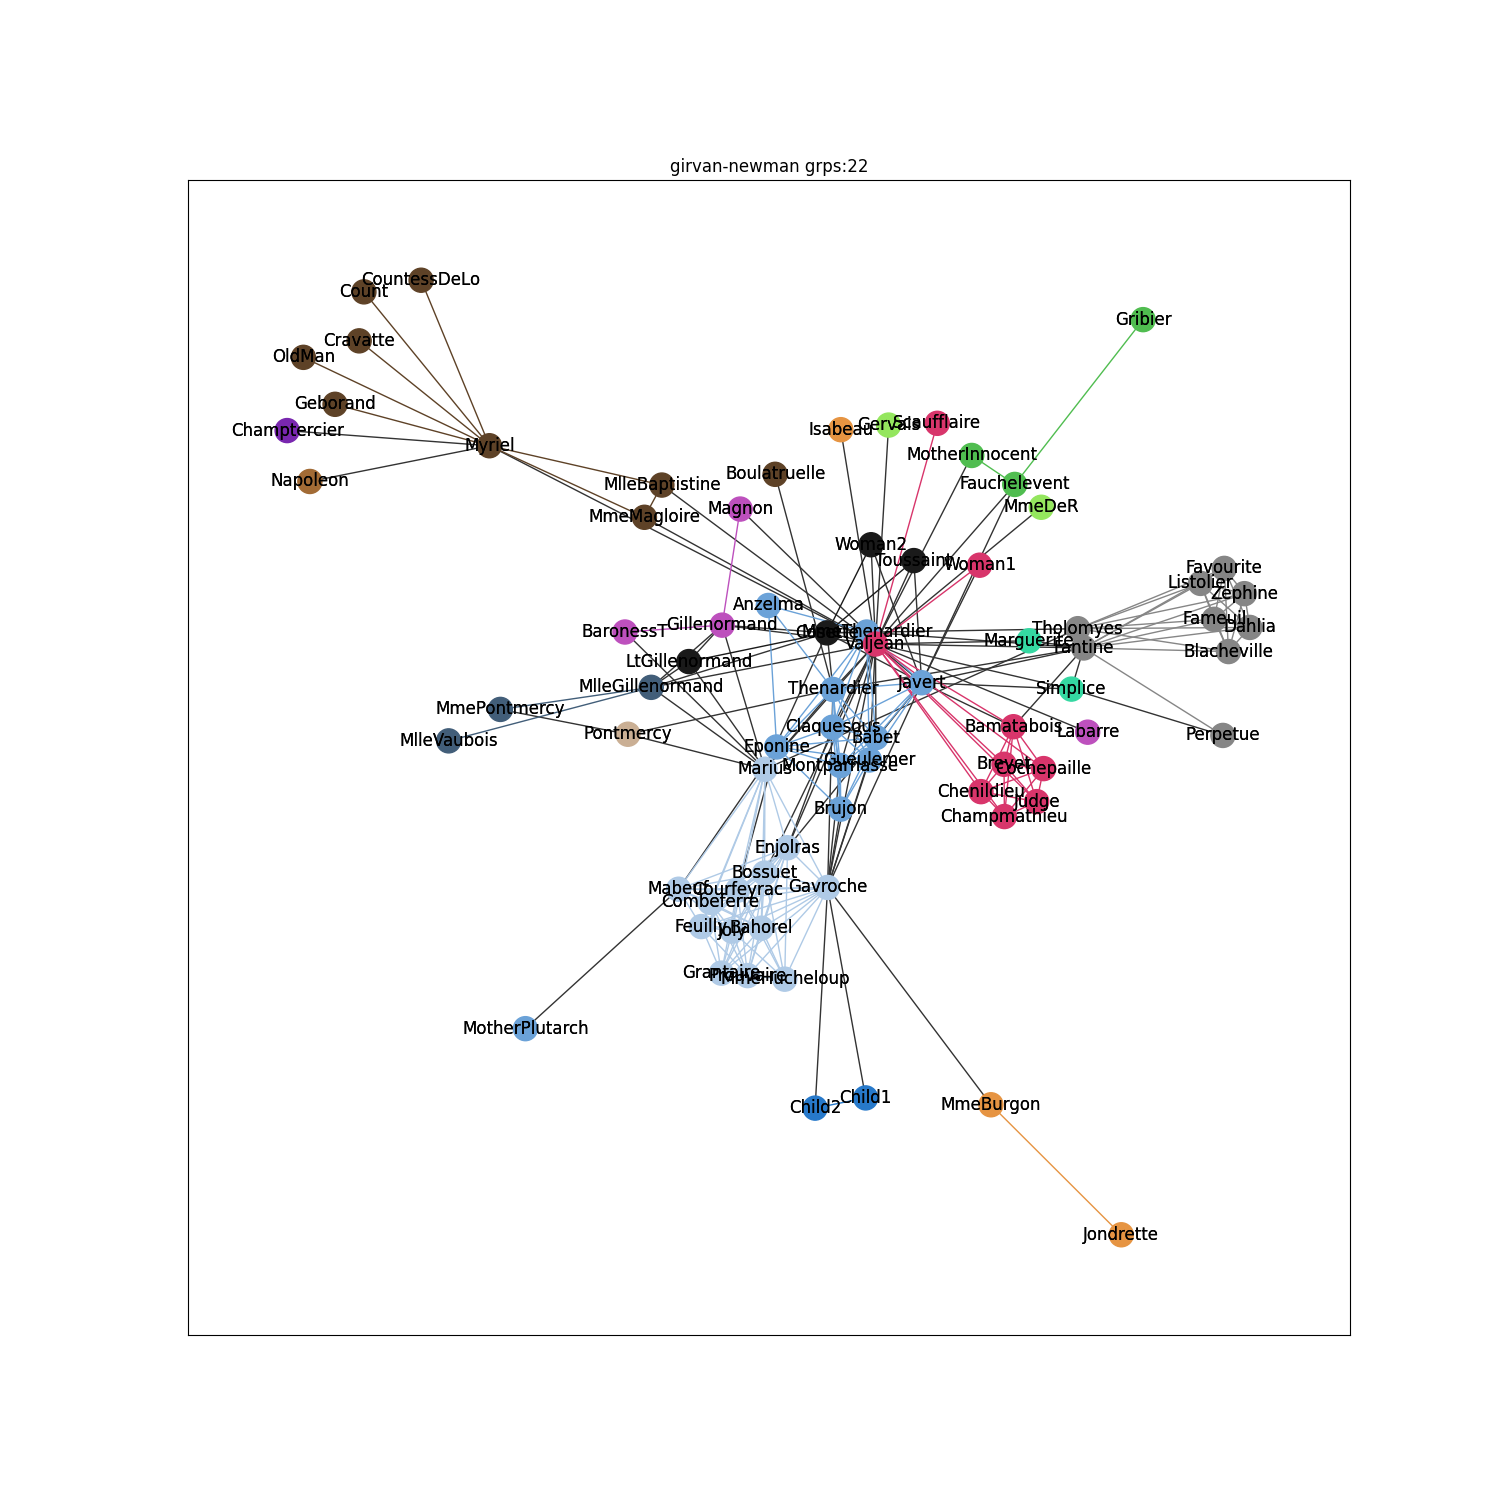 girvan-newman grps:22
CountessDeLo
Count
Gribier
Cravatte
OldMan
Geborand
Scaufflaire
Gervais
Isabeau
Champtercier
Myriel
MotherInnocent
Boulatruelle
Napoleon
MlleBaptistine
Fauchelevent
MmeDeR
Magnon
MmeMagloire
Woman2
Toussaint
Woman1
Favourite
Listolier
Zephine
Anzelma
Fameuil
Gillenormand
Dahlia
Tholomyes
BaronessT
MmeThenardier
Marguerite
Valjean
Fantine
Blacheville
LtGillenormand
Javert
MlleGillenormand
Thenardier
Simplice
MmePontmercy
Claquesous
Bamatabois
Labarre
Pontmercy
Perpetue
Babet
MlleVaubois
Eponine
Gueulemer
Brevet
Montparnasse
Marius
Cochepaille
Chenildieu
Judge
Brujon
Champmathieu
Enjolras
Bossuet
Gavroche
Mabeuf
Courfeyrac
Combeferre
Feuilly
Bahorel
Joly
Grantaire
MmeHucheloup
MotherPlutarch
Child1
Child2
MmeBurgon
Jondrette